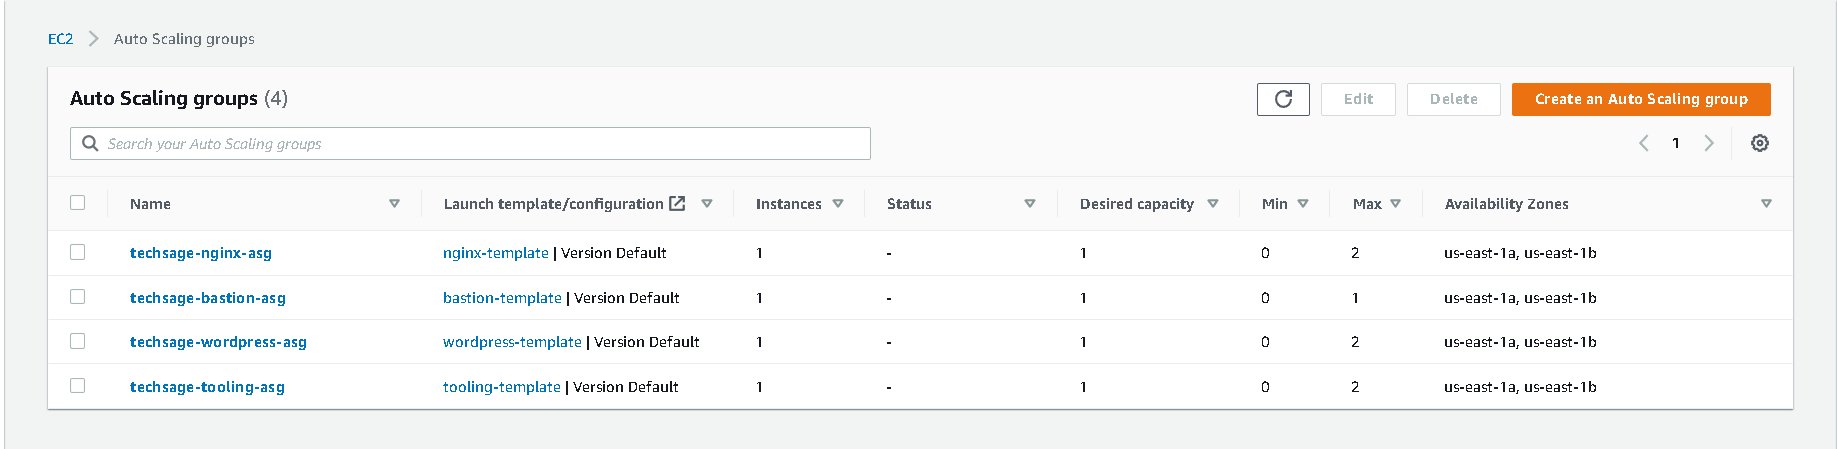 EC2 Auto Scaling groups
Auto Scaling groups (4) Edit Delete Create an Auto Scaling group
Search your Auto Scaling groups 1
Name Launch template/configuration Instances Status Desired capacity Min Max Availability Zones
techsage-nginx-asg nginx-template | Version Default 1 - 1 0 2 us-east-1a, us-east-1b
techsage-bastion-asg bastion-template | Version Default 1 - 1 0 1 us-east-1a, us-east-1b
techsage-wordpress-asg wordpress-template | Version Default 1 - 1 0 2 us-east-1a, us-east-1b
techsage-tooling-asg tooling-template | Version Default 1 - 1 0 2 us-east-1a, us-east-1b